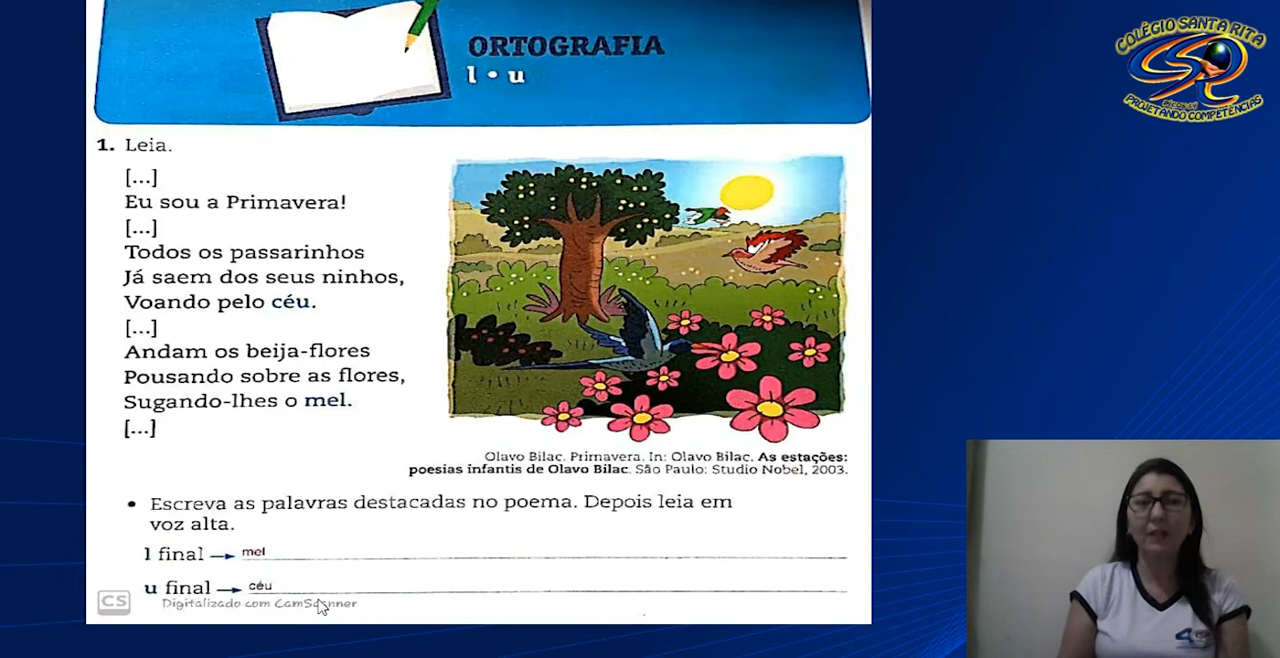 ORTOGRAFIA
l • u
COLÉGIO SANTA RITA
PROJETANDO COMPETÊNCIAS
1. Leia.
[...]
Eu sou a Primavera!
[...]
Todos os passarinhos
Já saem dos seus ninhos,
Voando pelo céu.
[...]
Andam os beija-flores
Pousando sobre as flores,
Sugando-lhes o mel.
[...]
Olavo Bilac. Primavera. In: Olavo Bilac. As estações:
poesias infantis de Olavo Bilac. São Paulo: Studio Nobel, 2003.
• Escreva as palavras destacadas no poema. Depois leia em
voz alta.
l final → mel
u final → céu
CS Digitalizado com CamScanner